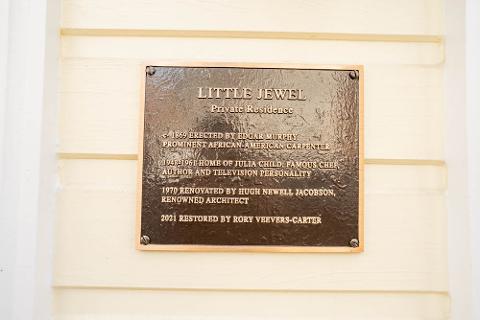 LITTLE JEWEL
Private Residence
c. 1869 ERECTED BY EDGAR MURPHY
PROMINENT AFRICAN-AMERICAN CARPENTER
1948-1961 HOME OF JULIA CHILD, FAMOUS CHEF,
AUTHOR AND TELEVISION PERSONALITY
1970 RENOVATED BY HUGH NEWELL JACOBSON,
RENOWNED ARCHITECT
2021 RESTORED BY RORY VEEVERS-CARTER